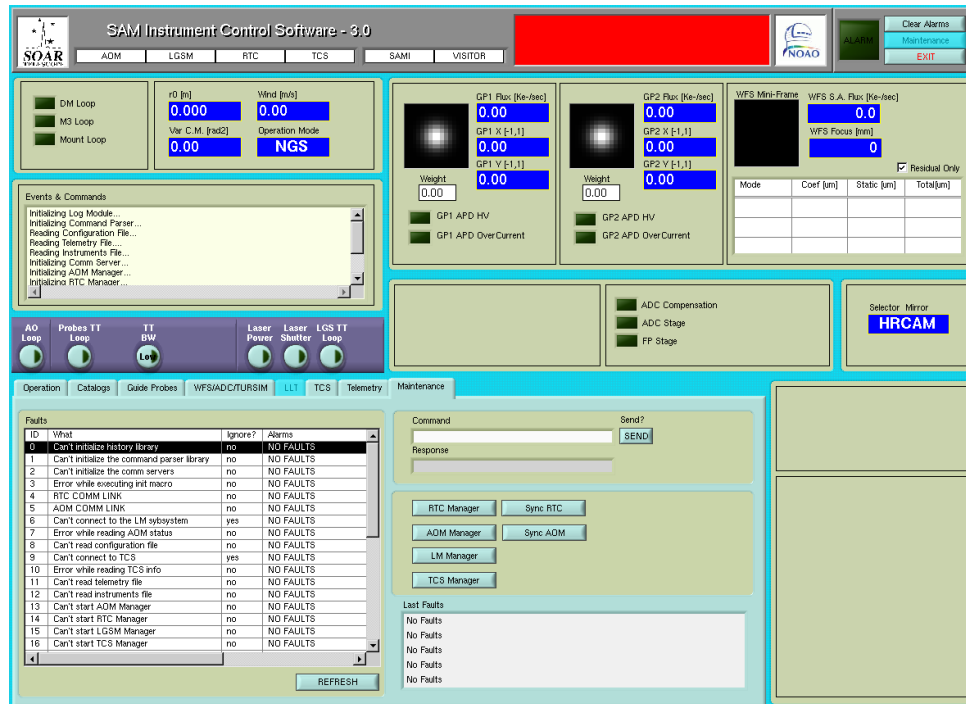 SAM Instrument Control Software - 3.0
SOAR
AOM LGSM RTC TCS SAMI VISITOR
NOAO
ALARM
Clear Alarms
Maintenance
EXIT
DM Loop
M3 Loop
Mount Loop
r0 [m] Wind [m/s]
0.000 0.00
Var C.M. [rad2] Operation Mode
0.00 NGS
GP1 Flux [Ke-/sec]
0.00
GP1 X [-1,1]
0.00
GP1 Y [-1,1]
0.00
Weight
0.00
GP1 APD HV
GP1 APD OverCurrent
GP2 Flux [Ke-/sec]
0.00
GP2 X [-1,1]
0.00
GP2 Y [-1,1]
0.00
Weight
0.00
GP2 APD HV
GP2 APD OverCurrent
WFS Mini-Frame WFS S.A. Flux [Ke-/sec]
0.0
WFS Focus [mm]
0
Residual Only
Mode Coef [um] Static [um] Total[um]
Events & Commands
Initializing Log Module...
Initializing Command Parser...
Reading Configuration File...
Reading Telemetry File....
Reading Instruments File...
Initializing Comm Server...
Initializing AOM Manager...
Initializing RTC Manager...
ADC Compensation
ADC Stage
FP Stage
Selector Mirror
HRCAM
AO Loop
Probes TT Loop
TT BW
Low
Laser Power
Laser Shutter
LGS TT Loop
Operation Catalogs Guide Probes WFS/ADC/TURSIM LLT TCS Telemetry Maintenance
Faults
ID What Ignore? Alarms
0 Can't initialize history library no NO FAULTS
1 Can't initialize the command parser library no NO FAULTS
2 Can't initialize the comm servers no NO FAULTS
3 Error while executing init macro no NO FAULTS
4 RTC COMM LINK no NO FAULTS
5 AOM COMM LINK no NO FAULTS
6 Can't connect to the LM sybsystem yes NO FAULTS
7 Error while reading AOM status no NO FAULTS
8 Can't read configuration file no NO FAULTS
9 Can't connect to TCS yes NO FAULTS
10 Error while reading TCS info no NO FAULTS
11 Can't read telemetry file no NO FAULTS
12 Can't read instruments file no NO FAULTS
13 Can't start AOM Manager no NO FAULTS
14 Can't start RTC Manager no NO FAULTS
15 Can't start LGSM Manager no NO FAULTS
16 Can't start TCS Manager no NO FAULTS
REFRESH
Command Send?
SEND
Response
RTC Manager Sync RTC
AOM Manager Sync AOM
LM Manager
TCS Manager
Last Faults
No Faults
No Faults
No Faults
No Faults
No Faults